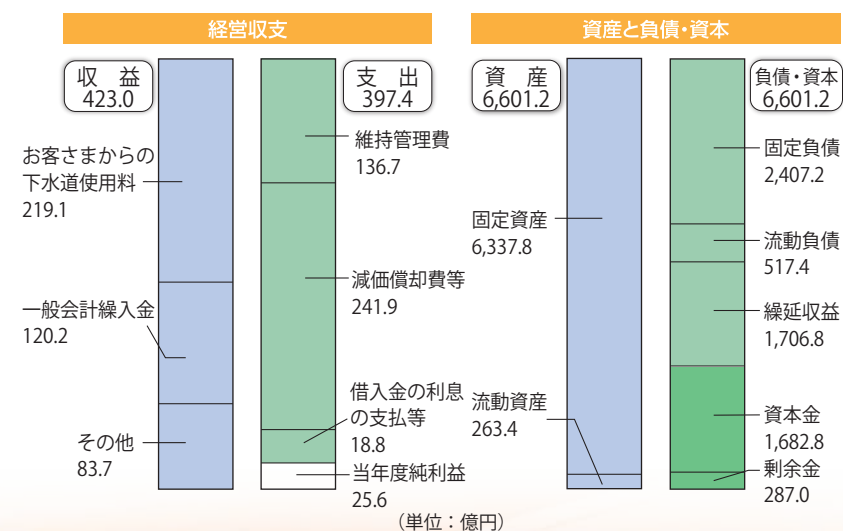 経営収支
収　益
423.0
お客さまからの
下水道使用料
219.1
一般会計繰入金
120.2
その他
83.7
支　出
397.4
維持管理費
136.7
減価償却費等
241.9
借入金の利息
の支払等
18.8
当年度純利益
25.6
資産と負債・資本
資　産
6,601.2
固定資産
6,337.8
流動資産
263.4
負債・資本
6,601.2
固定負債
2,407.2
流動負債
517.4
繰延収益
1,706.8
資本金
1,682.8
剰余金
287.0
（単位：億円）